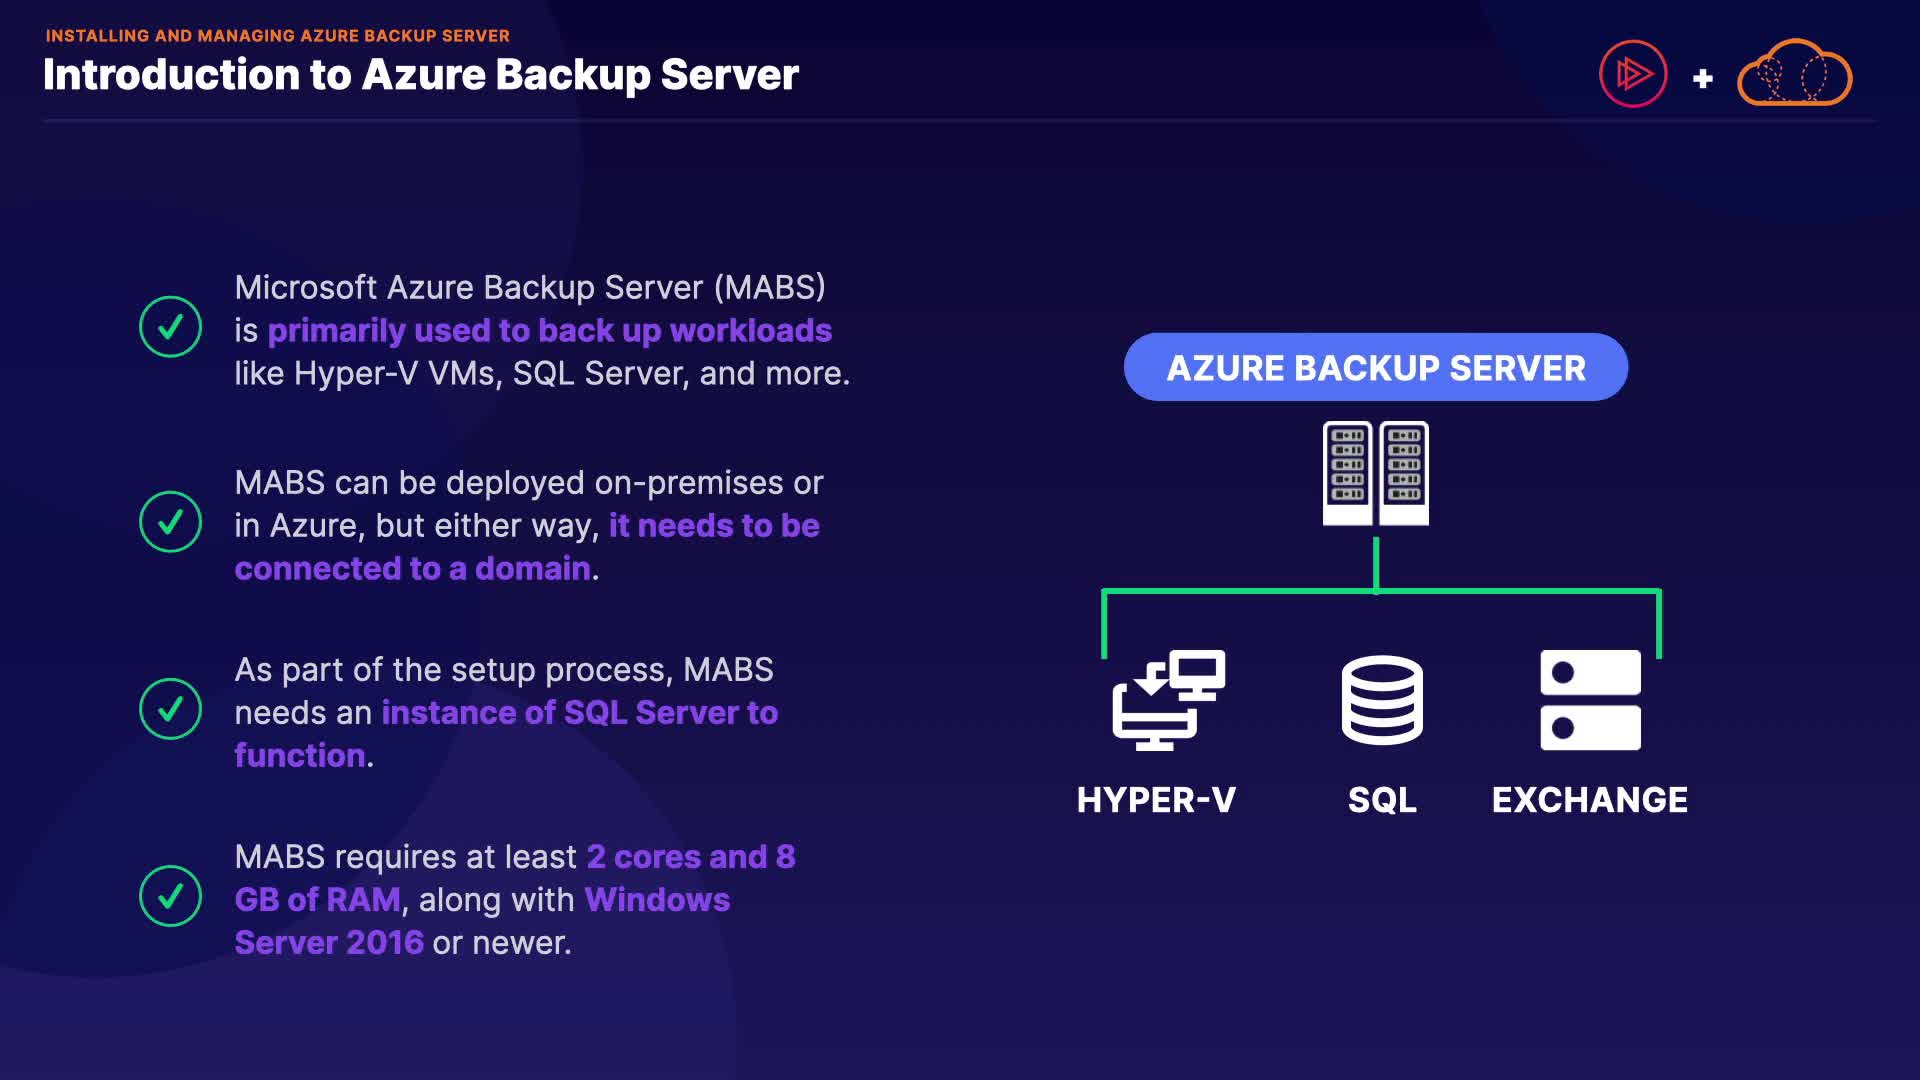 INSTALLING AND MANAGING AZURE BACKUP SERVER
Introduction to Azure Backup Server
Microsoft Azure Backup Server (MABS)
is primarily used to back up workloads
like Hyper-V VMs, SQL Server, and more.
MABS can be deployed on-premises or
in Azure, but either way, it needs to be
connected to a domain.
As part of the setup process, MABS
needs an instance of SQL Server to
function.
MABS requires at least 2 cores and 8
GB of RAM, along with Windows
Server 2016 or newer.
AZURE BACKUP SERVER
HYPER-V
SQL
EXCHANGE